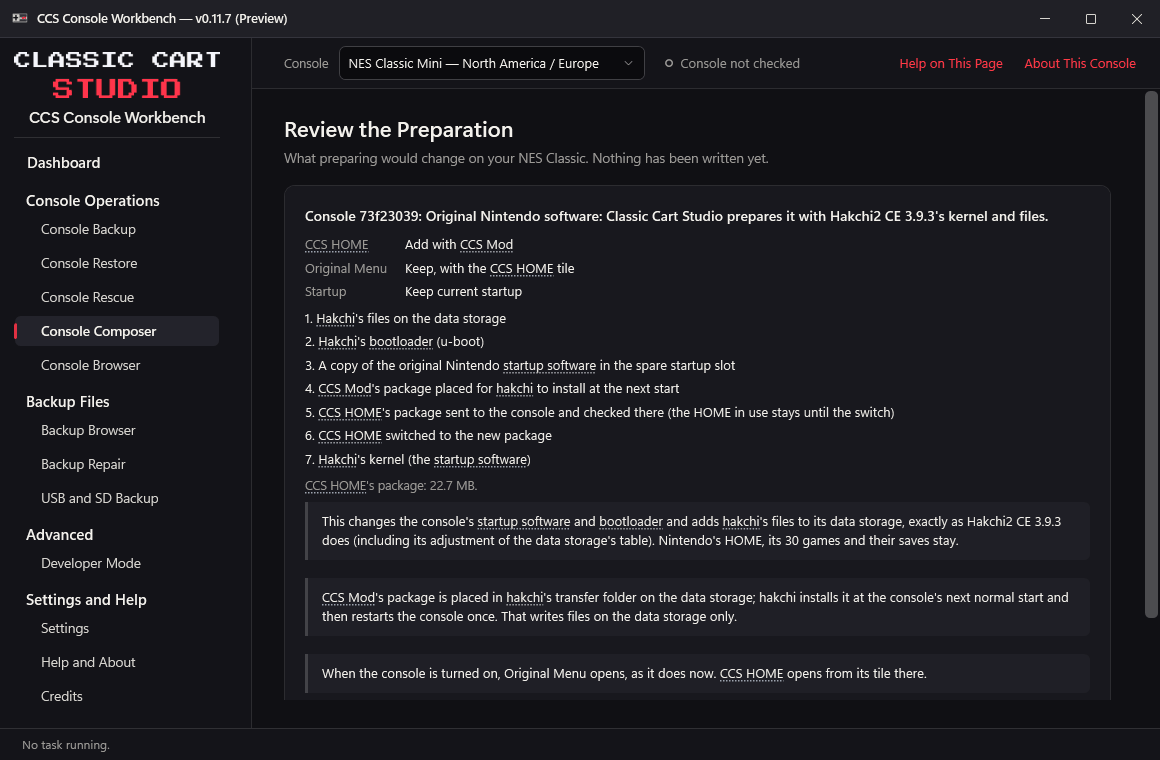 CCS Console Workbench — v0.11.7 (Preview)
CLASSIC CART
STUDIO
CCS Console Workbench
Dashboard
Console Operations
Console Backup
Console Restore
Console Rescue
Console Composer
Console Browser
Backup Files
Backup Browser
Backup Repair
USB and SD Backup
Advanced
Developer Mode
Settings and Help
Settings
Help and About
Credits
Console
NES Classic Mini — North America / Europe
Console not checked
Help on This Page
About This Console
Review the Preparation
What preparing would change on your NES Classic. Nothing has been written yet.
Console 73f23039: Original Nintendo software: Classic Cart Studio prepares it with Hakchi2 CE 3.9.3's kernel and files.
CCS HOME Add with CCS Mod
Original Menu Keep, with the CCS HOME tile
Startup Keep current startup
1. Hakchi's files on the data storage
2. Hakchi's bootloader (u-boot)
3. A copy of the original Nintendo startup software in the spare startup slot
4. CCS Mod's package placed for hakchi to install at the next start
5. CCS HOME's package sent to the console and checked there (the HOME in use stays until the switch)
6. CCS HOME switched to the new package
7. Hakchi's kernel (the startup software)
CCS HOME's package: 22.7 MB.
This changes the console's startup software and bootloader and adds hakchi's files to its data storage, exactly as Hakchi2 CE 3.9.3
does (including its adjustment of the data storage's table). Nintendo's HOME, its 30 games and their saves stay.
CCS Mod's package is placed in hakchi's transfer folder on the data storage; hakchi installs it at the console's next normal start and
then restarts the console once. That writes files on the data storage only.
When the console is turned on, Original Menu opens, as it does now. CCS HOME opens from its tile there.
No task running.